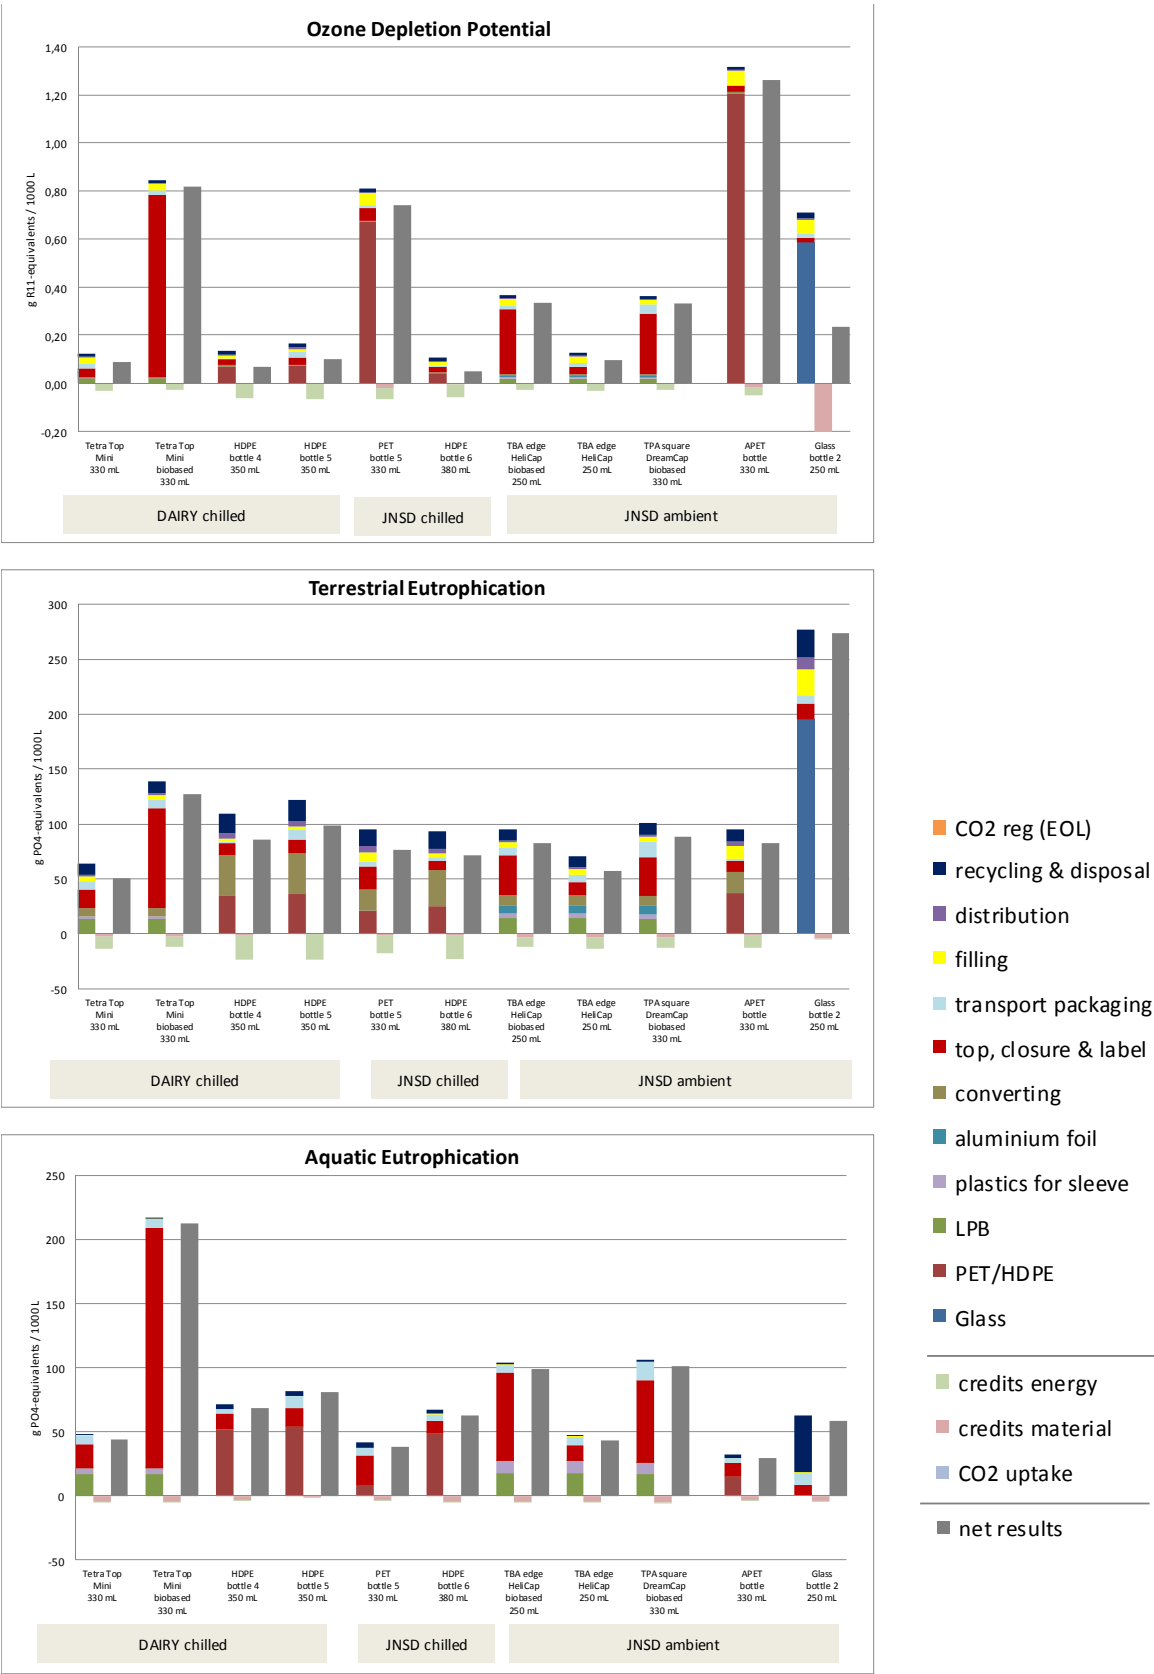 Ozone Depletion Potential
g R11-equivalents / 1000 L
1,40
1,20
1,00
0,80
0,60
0,40
0,20
0,00
-0,20
Tetra Top Mini 330 mL
Tetra Top Mini biobased 330 mL
HDPE bottle 4 350 mL
HDPE bottle 5 350 mL
PET bottle 5 330 mL
HDPE bottle 6 380 mL
TBA edge HeliCap biobased 250 mL
TBA edge HeliCap 250 mL
TPA square DreamCap biobased 330 mL
APET bottle 330 mL
Glass bottle 2 250 mL
DAIRY chilled
JNSD chilled
JNSD ambient
Terrestrial Eutrophication
g PO4-equivalents / 1000 L
300
250
200
150
100
50
0
-50
Tetra Top Mini 330 mL
Tetra Top Mini biobased 330 mL
HDPE bottle 4 350 mL
HDPE bottle 5 350 mL
PET bottle 5 330 mL
HDPE bottle 6 380 mL
TBA edge HeliCap biobased 250 mL
TBA edge HeliCap 250 mL
TPA square DreamCap biobased 330 mL
APET bottle 330 mL
Glass bottle 2 250 mL
DAIRY chilled
JNSD chilled
JNSD ambient
Aquatic Eutrophication
g PO4-equivalents / 1000 L
250
200
150
100
50
0
-50
Tetra Top Mini 330 mL
Tetra Top Mini biobased 330 mL
HDPE bottle 4 350 mL
HDPE bottle 5 350 mL
PET bottle 5 330 mL
HDPE bottle 6 380 mL
TBA edge HeliCap biobased 250 mL
TBA edge HeliCap 250 mL
TPA square DreamCap biobased 330 mL
APET bottle 330 mL
Glass bottle 2 250 mL
DAIRY chilled
JNSD chilled
JNSD ambient
CO2 reg (EOL)
recycling & disposal
distribution
filling
transport packaging
top, closure & label
converting
aluminium foil
plastics for sleeve
LPB
PET/HDPE
Glass
credits energy
credits material
CO2 uptake
net results